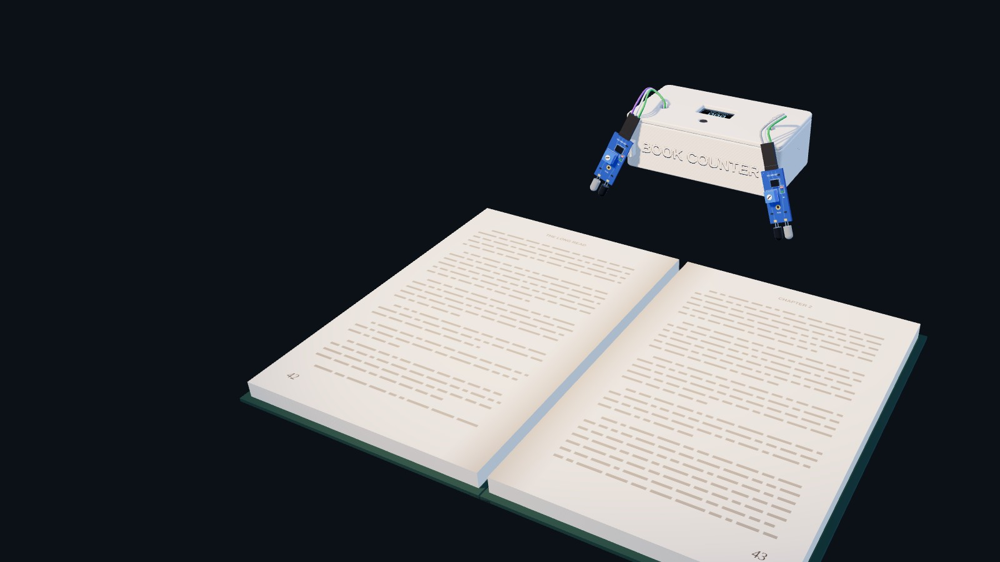 BOOK COUNTER
THE LONG READ
CHAPTER 2
42
43